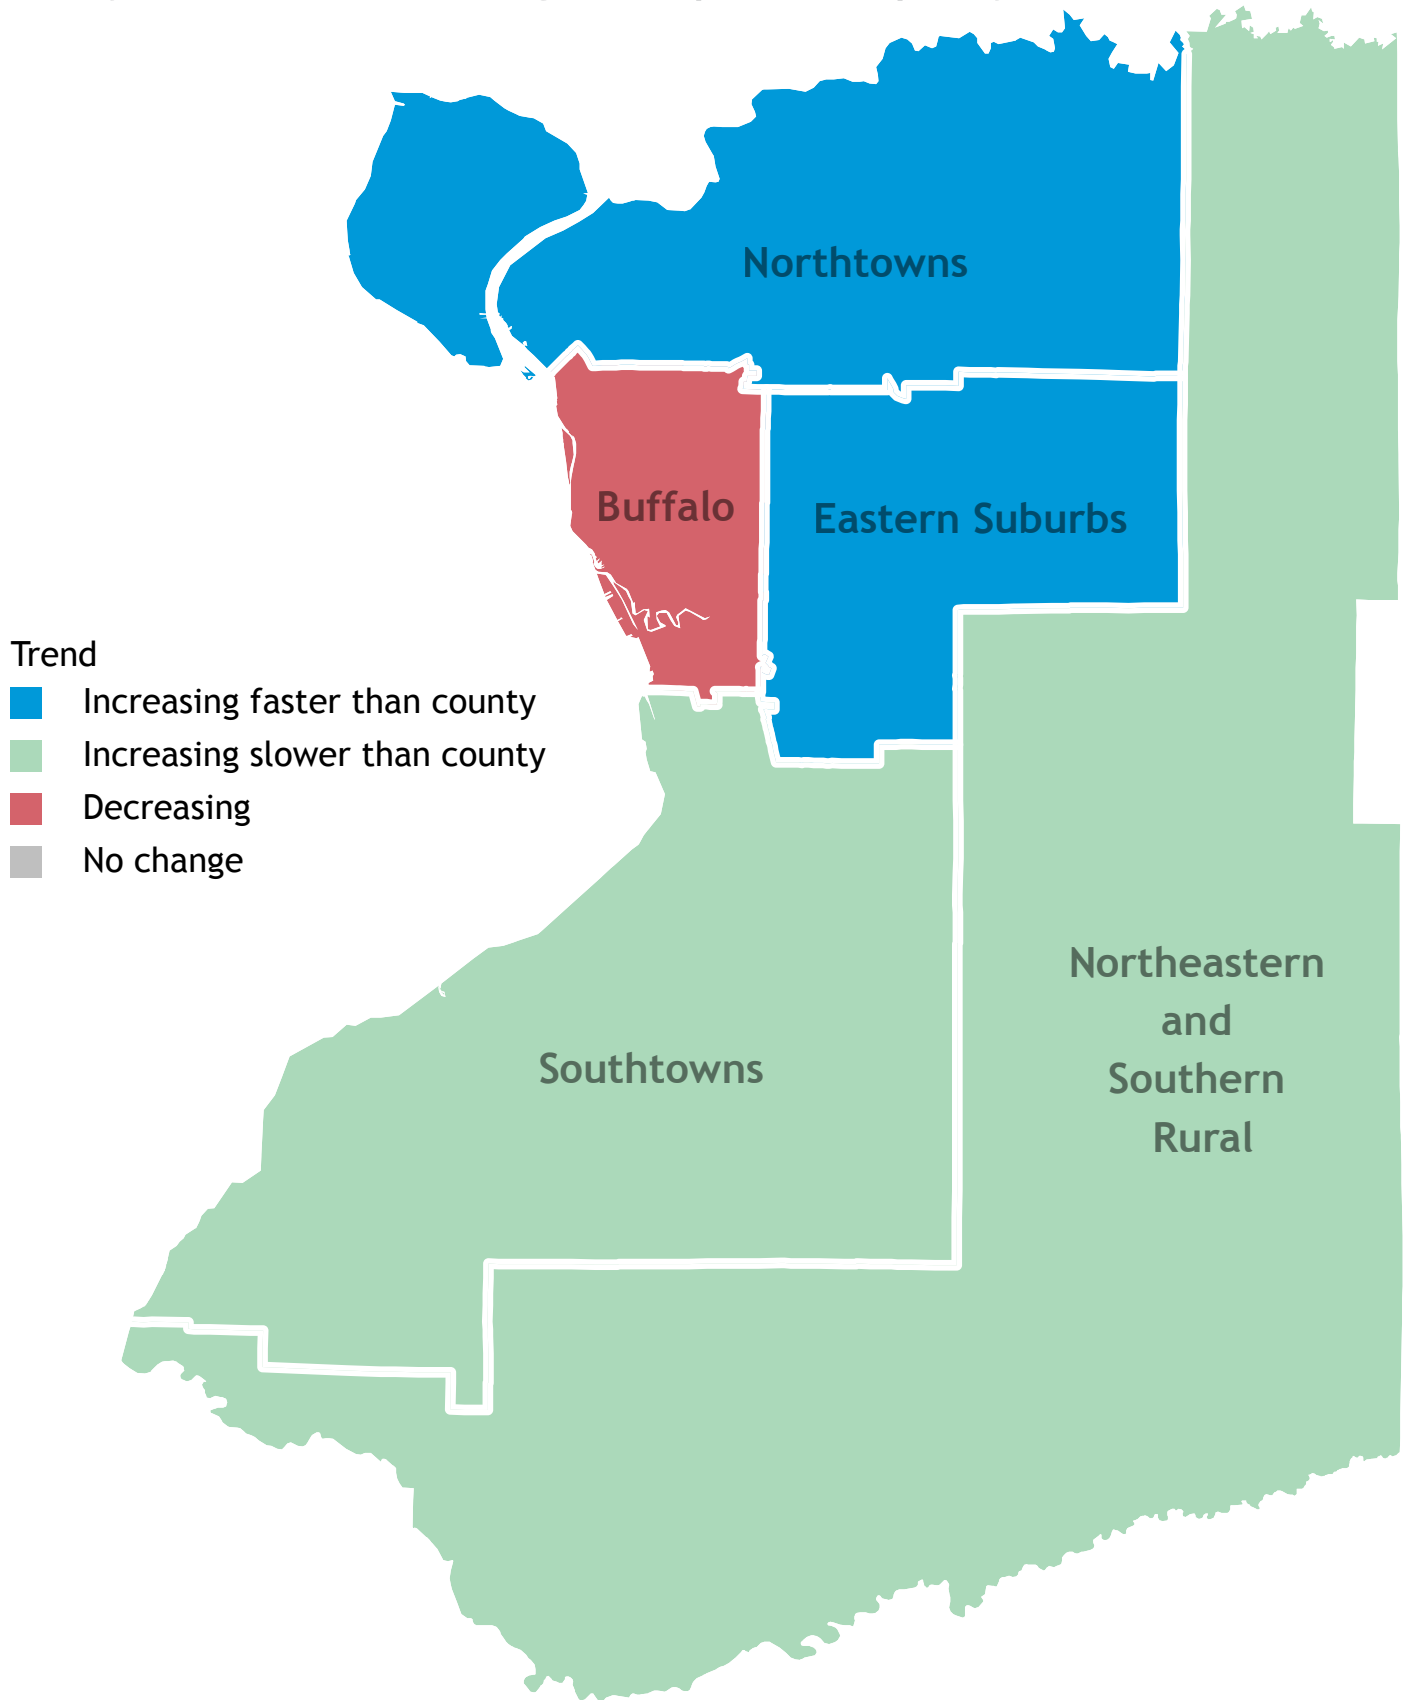 Northtowns
Buffalo
Eastern Suburbs
Trend
Increasing faster than county
Increasing slower than county
Decreasing
No change
Northeastern
and
Southern
Rural
Southtowns